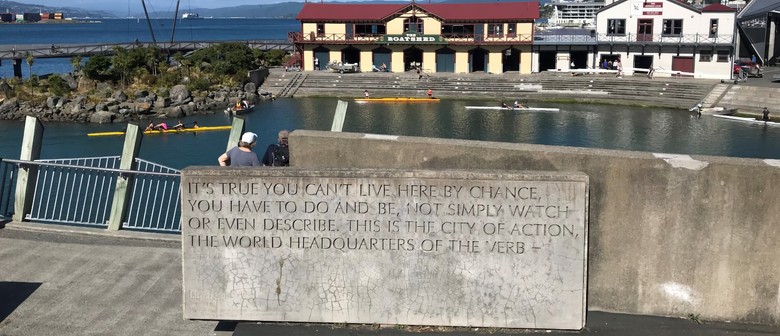 BOATSHED
IT'S TRUE YOU CAN'T LIVE HERE BY CHANCE,
YOU HAVE TO DO AND BE, NOT SIMPLY WATCH
OR EVEN DESCRIBE. THIS IS THE CITY OF ACTION,
THE WORLD HEADQUARTERS OF THE VERB –